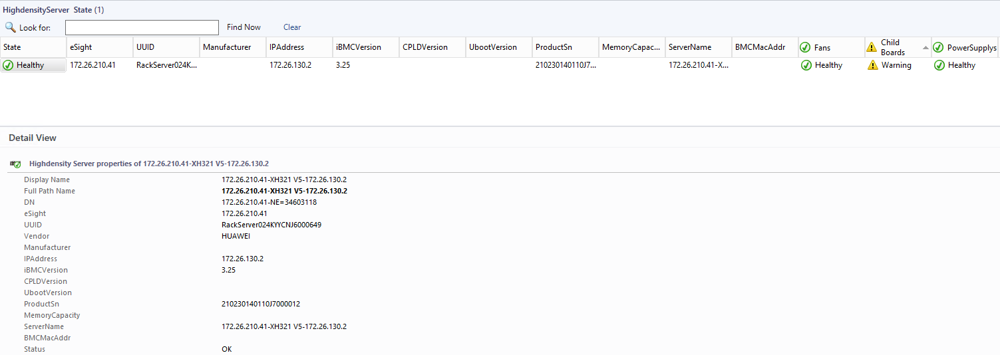 HighdensityServer State (1)
Look for: Find Now Clear
State eSight UUID Manufacturer IPAddress iBMCVersion CPLDVersion UbootVersion ProductSn MemoryCapac... ServerName BMCMacAddr Fans Child Boards PowerSupplys
Healthy 172.26.210.41 RackServer024K... 172.26.130.2 3.25 210230140110J7... 172.26.210.41-X... Healthy Warning Healthy
Detail View
Highdensity Server properties of 172.26.210.41-XH321 V5-172.26.130.2
Display Name 172.26.210.41-XH321 V5-172.26.130.2
Full Path Name 172.26.210.41-XH321 V5-172.26.130.2
DN 172.26.210.41-NE=34603118
eSight 172.26.210.41
UUID RackServer024KYYCNJ6000649
Vendor HUAWEI
Manufacturer
IPAddress 172.26.130.2
iBMCVersion 3.25
CPLDVersion
UbootVersion
ProductSn 210230140110J7000012
MemoryCapacity
ServerName 172.26.210.41-XH321 V5-172.26.130.2
BMCMacAddr
Status OK